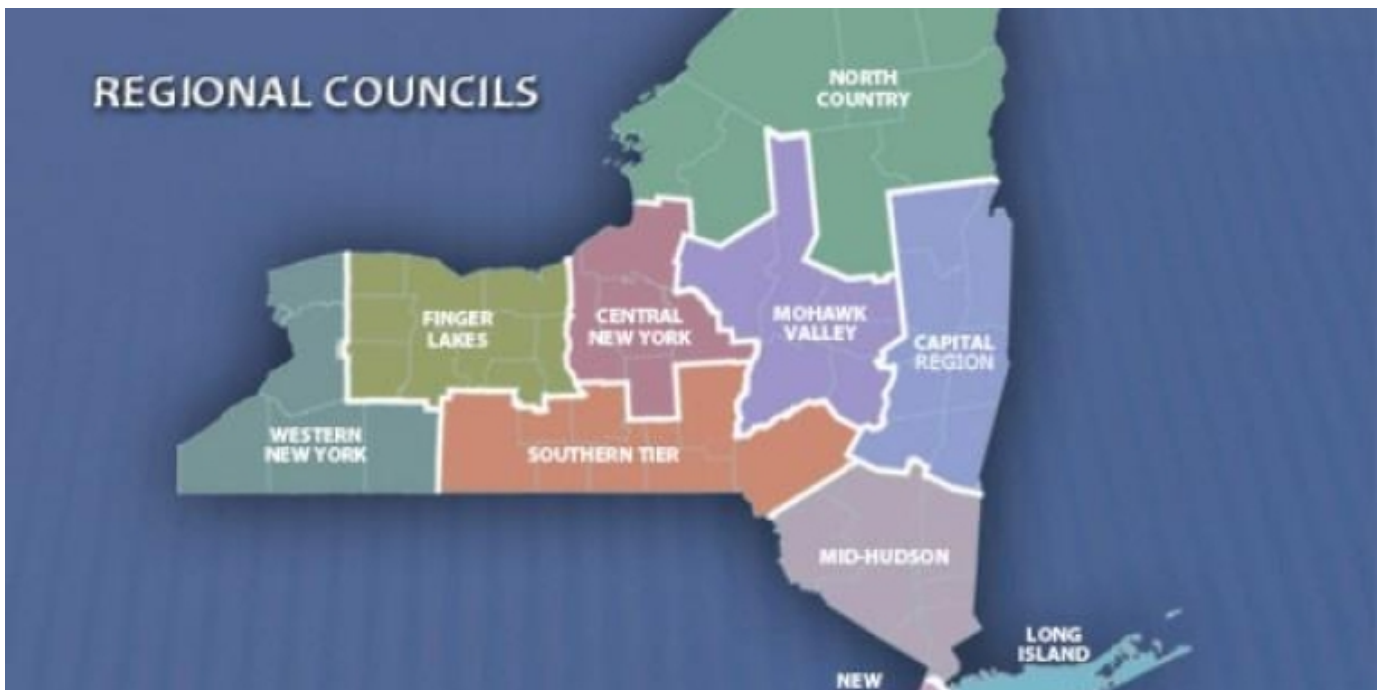 REGIONAL COUNCILS
NORTH
COUNTRY
FINGER
LAKES
CENTRAL
NEW YORK
MOHAWK
VALLEY
CAPITAL
REGION
WESTERN
NEW YORK
SOUTHERN TIER
MID-HUDSON
LONG
ISLAND
NEW